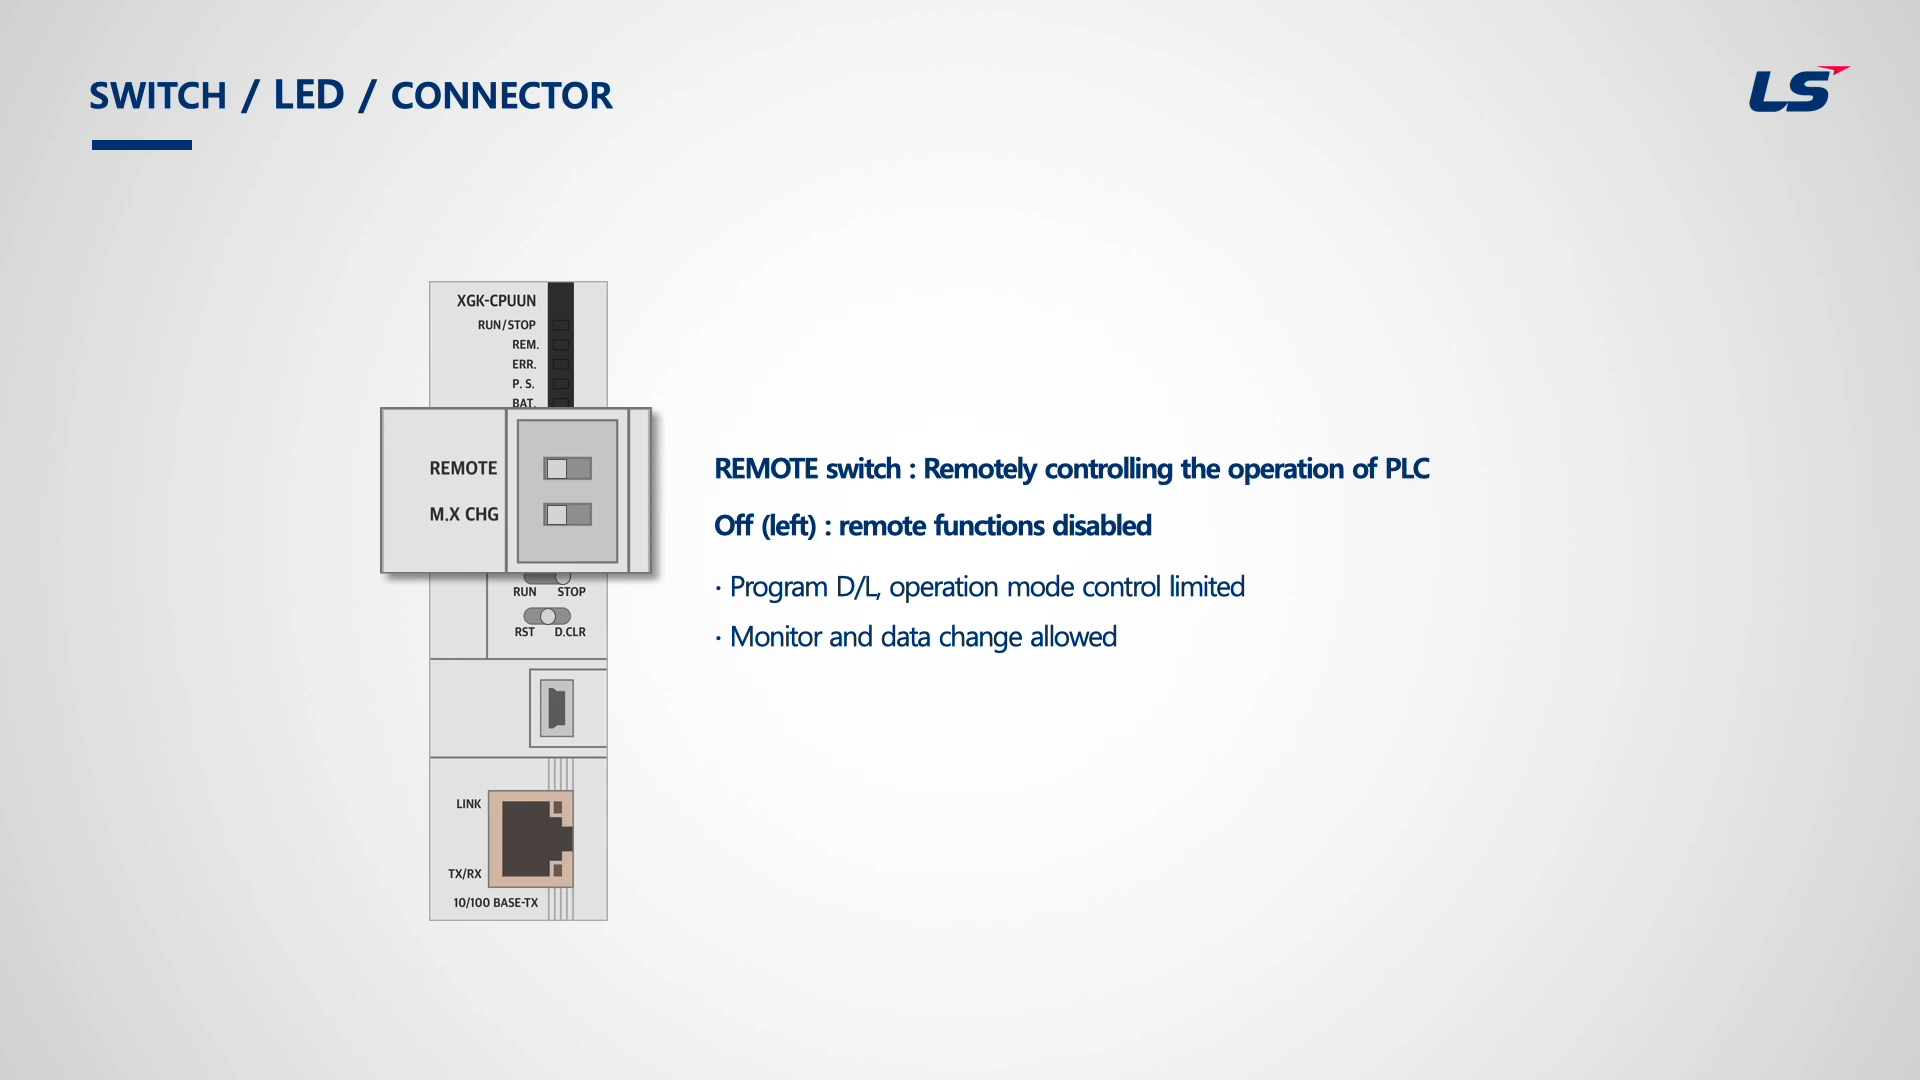 SWITCH / LED / CONNECTOR
LS
XGK-CPUUN
RUN/STOP
REM.
ERR.
P. S.
BAT.
REMOTE
M.X CHG
RUN STOP
RST D.CLR
LINK
TX/RX
10/100 BASE-TX
REMOTE switch : Remotely controlling the operation of PLC
Off (left) : remote functions disabled
· Program D/L, operation mode control limited
· Monitor and data change allowed